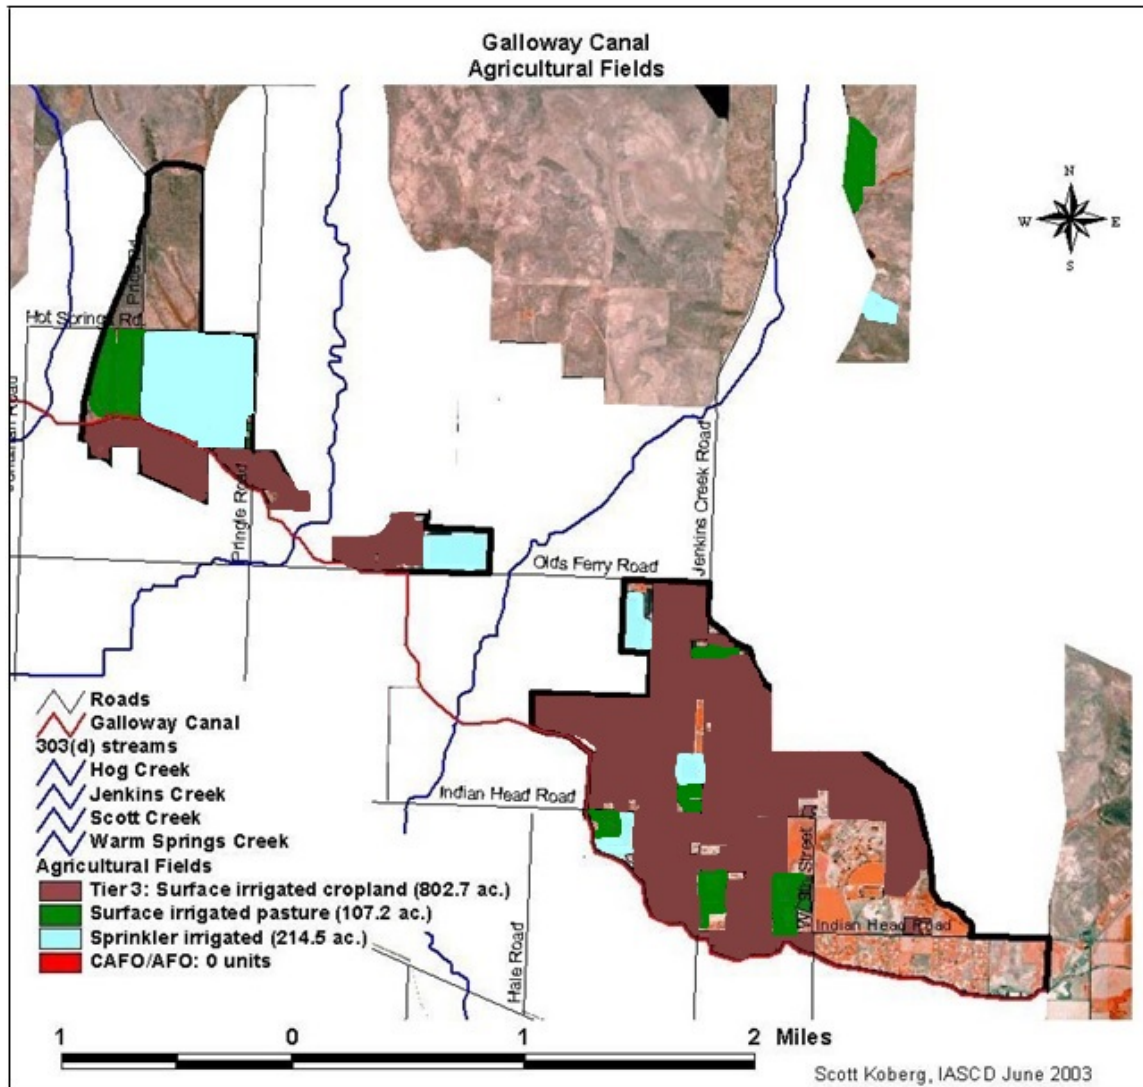 Galloway Canal
Agricultural Fields
N
W E
S
Price Rd.
Hot Springs Rd.
Pringle Road
Jenkins Creek Road
Olds Ferry Road
Roads
Galloway Canal
303(d) streams
Hog Creek
Jenkins Creek
Scott Creek
Warm Springs Creek
Agricultural Fields
Tier 3: Surface irrigated cropland (802.7 ac.)
Surface irrigated pasture (107.2 ac.)
Sprinkler irrigated (214.5 ac.)
CAFO/AFO: 0 units
Indian Head Road
Street
Indian Head Road
Hale Road
1 0 1 2 Miles
Scott Koberg, IASCD June 2003